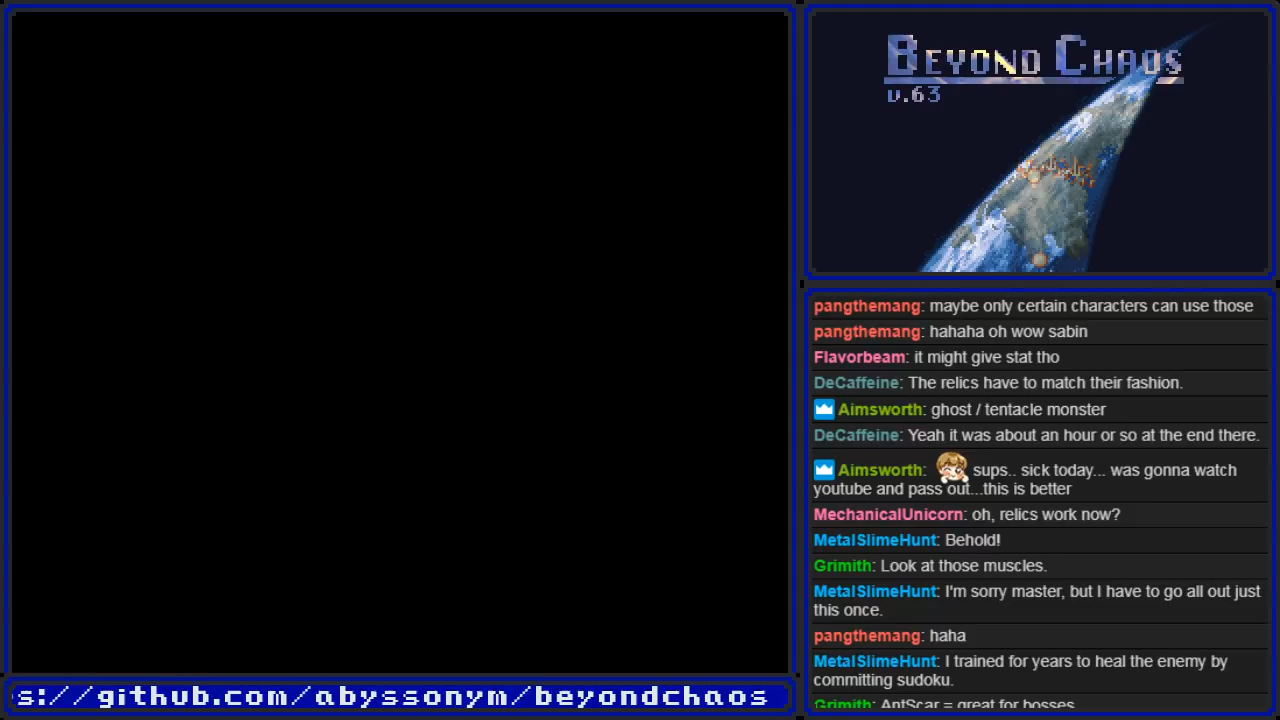 BEYOND CHAOS
v.63
pangthemang: maybe only certain characters can use those
pangthemang: hahaha oh wow sabin
Flavorbeam: it might give stat tho
DeCaffeine: The relics have to match their fashion.
Aimsworth: ghost / tentacle monster
DeCaffeine: Yeah it was about an hour or so at the end there.
Aimsworth: sups.. sick today... was gonna watch
youtube and pass out...this is better
MechanicalUnicorn: oh, relics work now?
MetalSlimeHunt: Behold!
Grimith: Look at those muscles.
MetalSlimeHunt: I'm sorry master, but I have to go all out just
this once.
pangthemang: haha
MetalSlimeHunt: I trained for years to heal the enemy by
committing sudoku.
Grimith: AntScar = great for bosses
s://github.com/abyssonym/beyondchaos